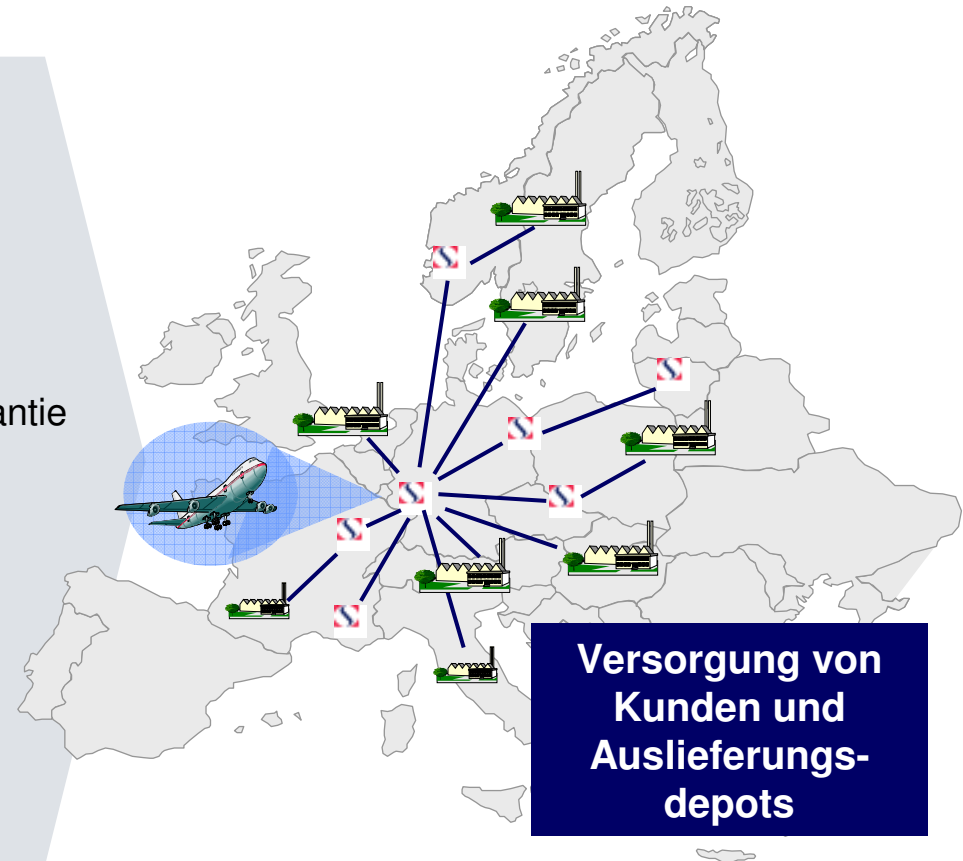 antie
Versorgung von
Kunden und
Auslieferungs-
depots